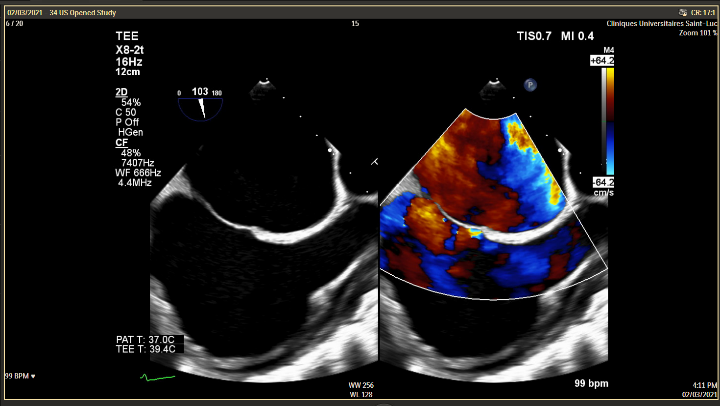 02/03/2021 - 34 US Opened Study
CR: 17:1
6 / 20
15
Cliniques Universitaires Saint-Luc
Zoom 101 %
TEE
X8-2t
16Hz
12cm
TIS0.7 MI 0.4
M4
+64.2
2D
54%
C 50
P Off
HGen
CF
48%
7407Hz
WF 666Hz
4.4MHz
0 103 180
P
-64.2
cm/s
PAT T: 37.0C
TEE T: 39.4C
99 BPM ♥
99 bpm
WW 256
WL 128
4:11 PM
02/03/2021